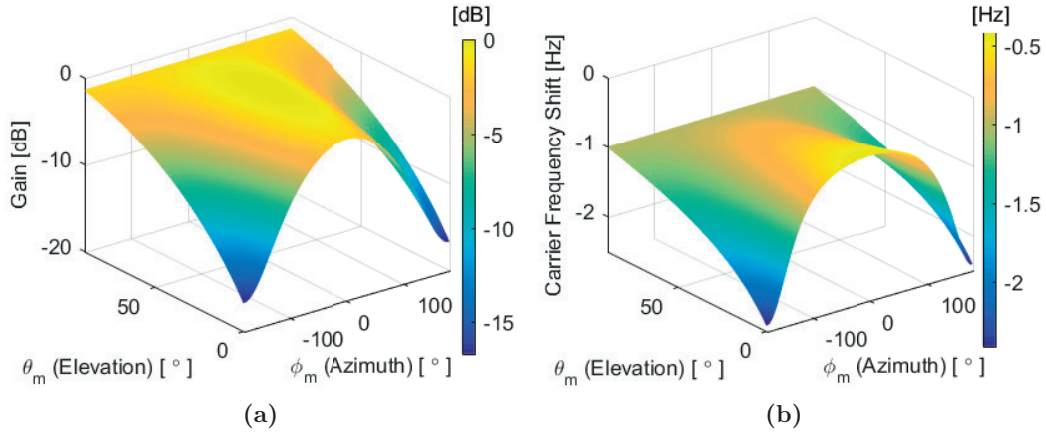 [dB]
0
-5
-10
-15
Gain [dB]
0
-10
-20
50
0
-100
0
100
θm (Elevation) [ ° ]
ϕm (Azimuth) [ ° ]
(a)
[Hz]
-0.5
-1
-1.5
-2
Carrier Frequency Shift [Hz]
0
-1
-2
50
0
-100
0
100
θm (Elevation) [ ° ]
ϕm (Azimuth) [ ° ]
(b)